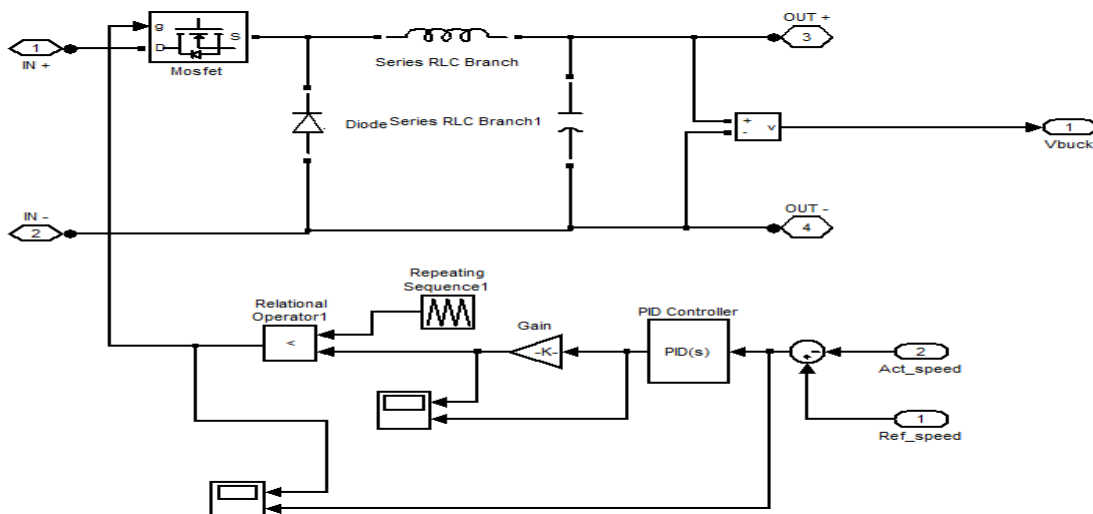 OUT +
3
g
D
S
1
IN +
Mosfet
Series RLC Branch
Diode
Series RLC Branch1
+
-
v
1
Vbuck
IN -
2
OUT -
4
Repeating
Sequence1
Relational
Operator1
<
Gain
-K-
PID Controller
PID(s)
-
+
2
Act_speed
1
Ref_speed